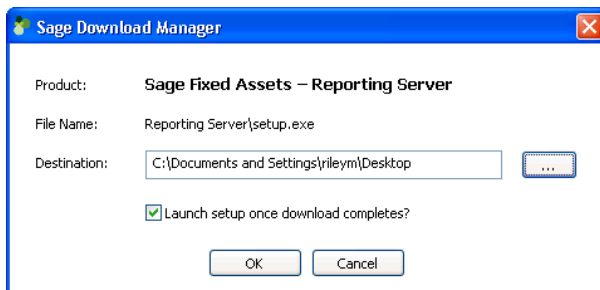 Sage Download Manager
Product: Sage Fixed Assets – Reporting Server
File Name: Reporting Server\setup.exe
Destination: C:\Documents and Settings\rileym\Desktop ...
Launch setup once download completes?
OK Cancel